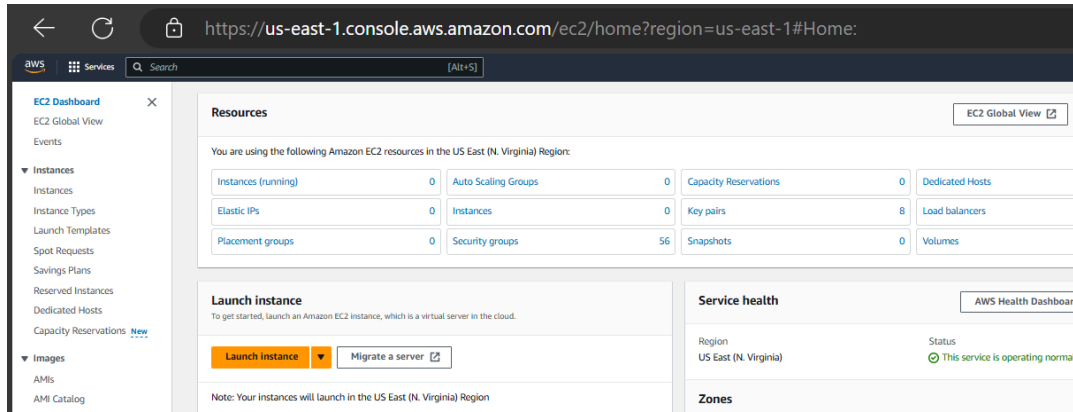 https://us-east-1.console.aws.amazon.com/ec2/home?region=us-east-1#Home:
aws Services Search [Alt+S]
EC2 Dashboard
EC2 Global View
Events
Instances
Instances
Instance Types
Launch Templates
Spot Requests
Savings Plans
Reserved Instances
Dedicated Hosts
Capacity Reservations New
Images
AMIs
AMI Catalog
Resources
EC2 Global View
You are using the following Amazon EC2 resources in the US East (N. Virginia) Region:
Instances (running) 0 Auto Scaling Groups 0 Capacity Reservations 0 Dedicated Hosts
Elastic IPs 0 Instances 0 Key pairs 8 Load balancers
Placement groups 0 Security groups 56 Snapshots 0 Volumes
Launch instance
To get started, launch an Amazon EC2 instance, which is a virtual server in the cloud.
Launch instance Migrate a server
Note: Your instances will launch in the US East (N. Virginia) Region
Service health
AWS Health Dashboar
Region Status
US East (N. Virginia) This service is operating norma
Zones